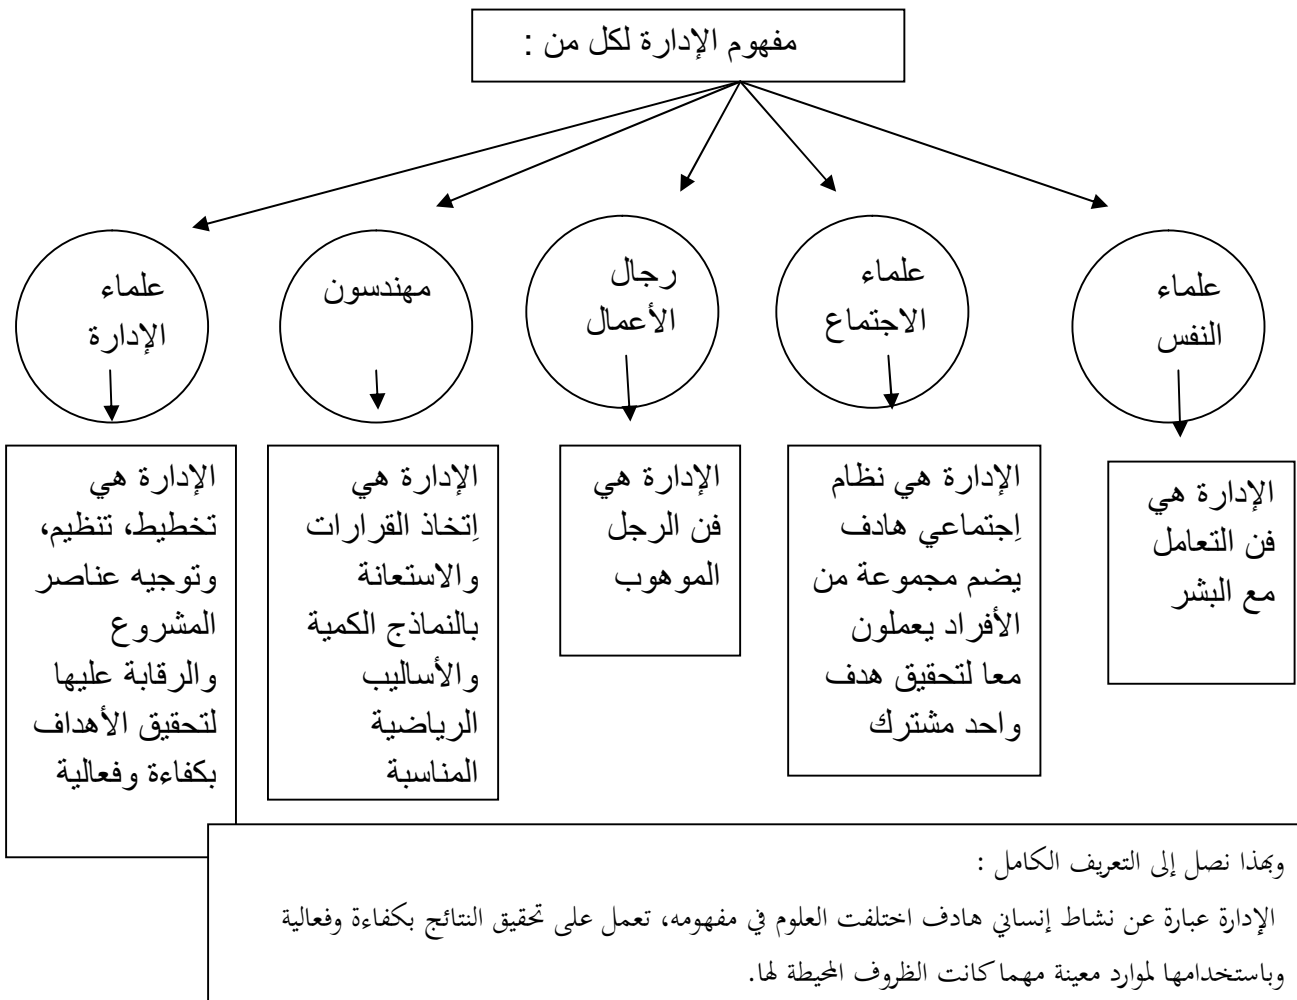 مفهوم الإدارة لكل من :
علماء
النفس
علماء
الاجتماع
رجال
الأعمال
مهندسون
علماء
الإدارة
الإدارة هي
فن التعامل
مع البشر
الإدارة هي نظام
اِجتماعي هادف
يضم مجموعة من
الأفراد يعملون
معا لتحقيق هدف
واحد مشترك
الإدارة هي
فن الرجل
الموهوب
الإدارة هي
اِتخاذ القرارات
والاستعانة
بالنماذج الكمية
والأساليب
الرياضية
المناسبة
الإدارة هي
تخطيط، تنظيم،
وتوجيه عناصر
المشروع
والرقابة عليها
لتحقيق الأهداف
بكفاءة وفعالية
وبهذا نصل إلى التعريف الكامل :
الإدارة عبارة عن نشاط إنساني هادف اختلفت العلوم في مفهومه، تعمل على تحقيق النتائج بكفاءة وفعالية
وباستخدامها لموارد معينة مهما كانت الظروف المحيطة لها.